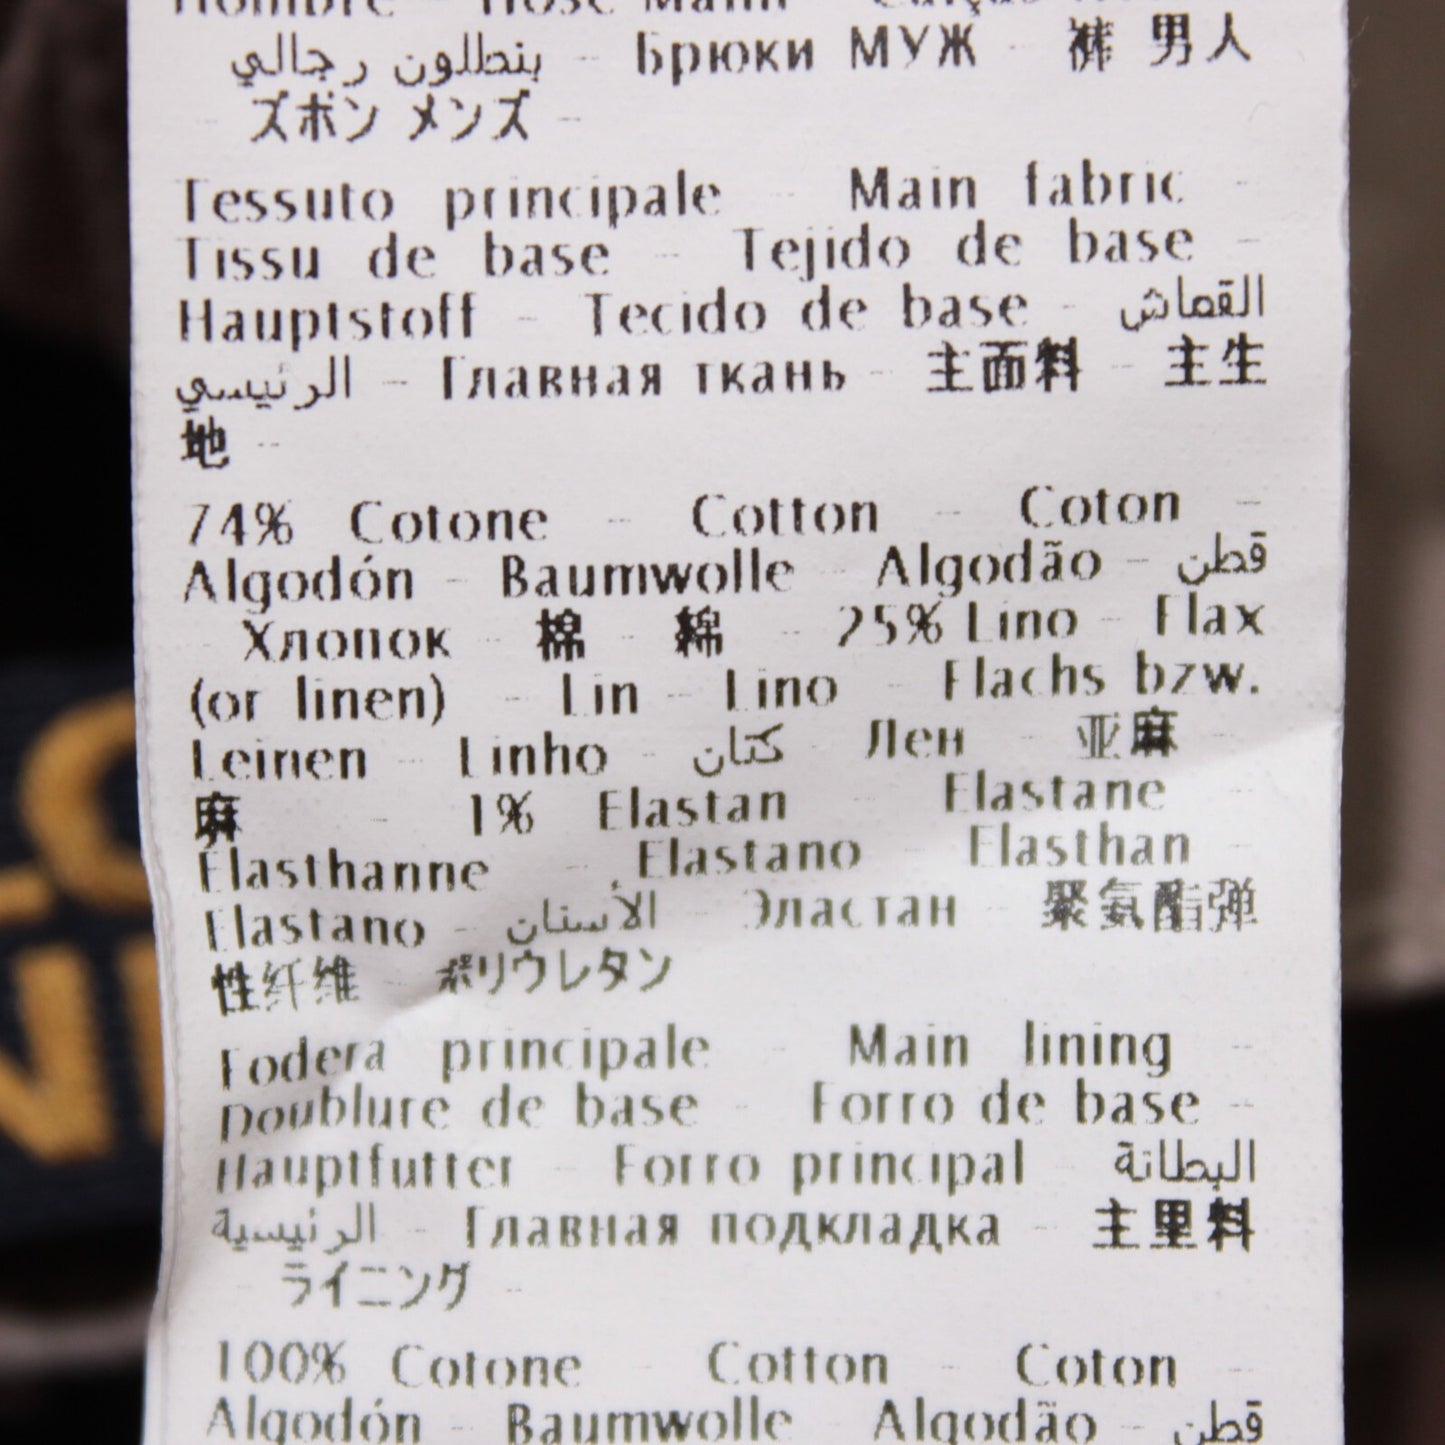 Hombre - Hose Mann -
بنطلون رجالي - Брюки МУЖ - 裤 男人
- ズボン メンズ -
Tessuto principale - Main fabric -
Tissu de base - Tejido de base -
Hauptstoff - Tecido de base - القماش
الرئيسي - Главная ткань - 主面料 - 主生
地 -
74% Cotone - Cotton - Coton -
Algodón - Baumwolle - Algodão - قطن
- Хлопок - 棉 - 綿 - 25% Lino - Flax
(or linen) - Lin - Lino - Flachs bzw.
Leinen - Linho - كتان - Лен - 亚麻 -
麻 - 1% Elastan - Elastane -
Elasthanne - Elastano - Elasthan -
Elastano - الأستان - Эластан - 聚氨酯弹
性纤维 - ポリウレタン
Fodera principale - Main lining -
Doublure de base - Forro de base -
Hauptfutter - Forro principal - البطانة
الرئيسية - Главная подкладка - 主里料
- ライニング -
100% Cotone - Cotton - Coton -
Algodón - Baumwolle - Algodão - قطن